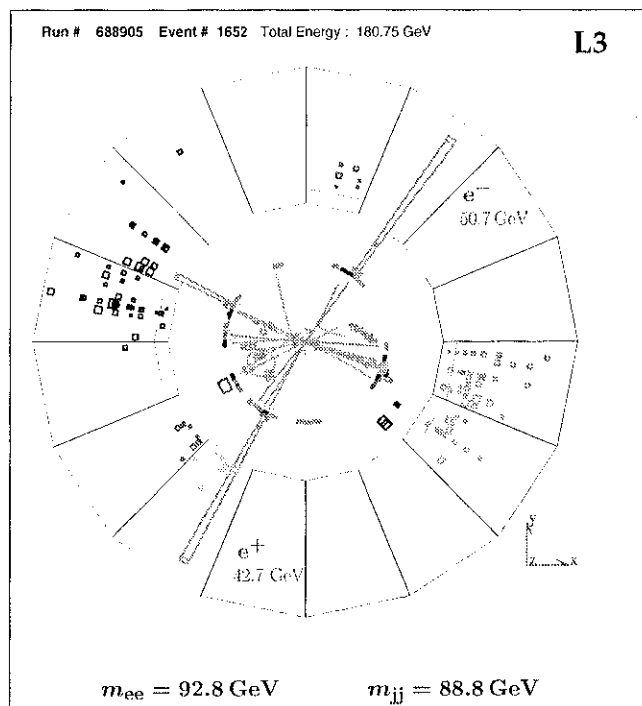 Run # 688905 Event # 1652 Total Energy : 180.75 GeV
L3
e−
50.7 GeV
e+
42.7 GeV
y
z x
m_ee = 92.8 GeV m_jj = 88.8 GeV